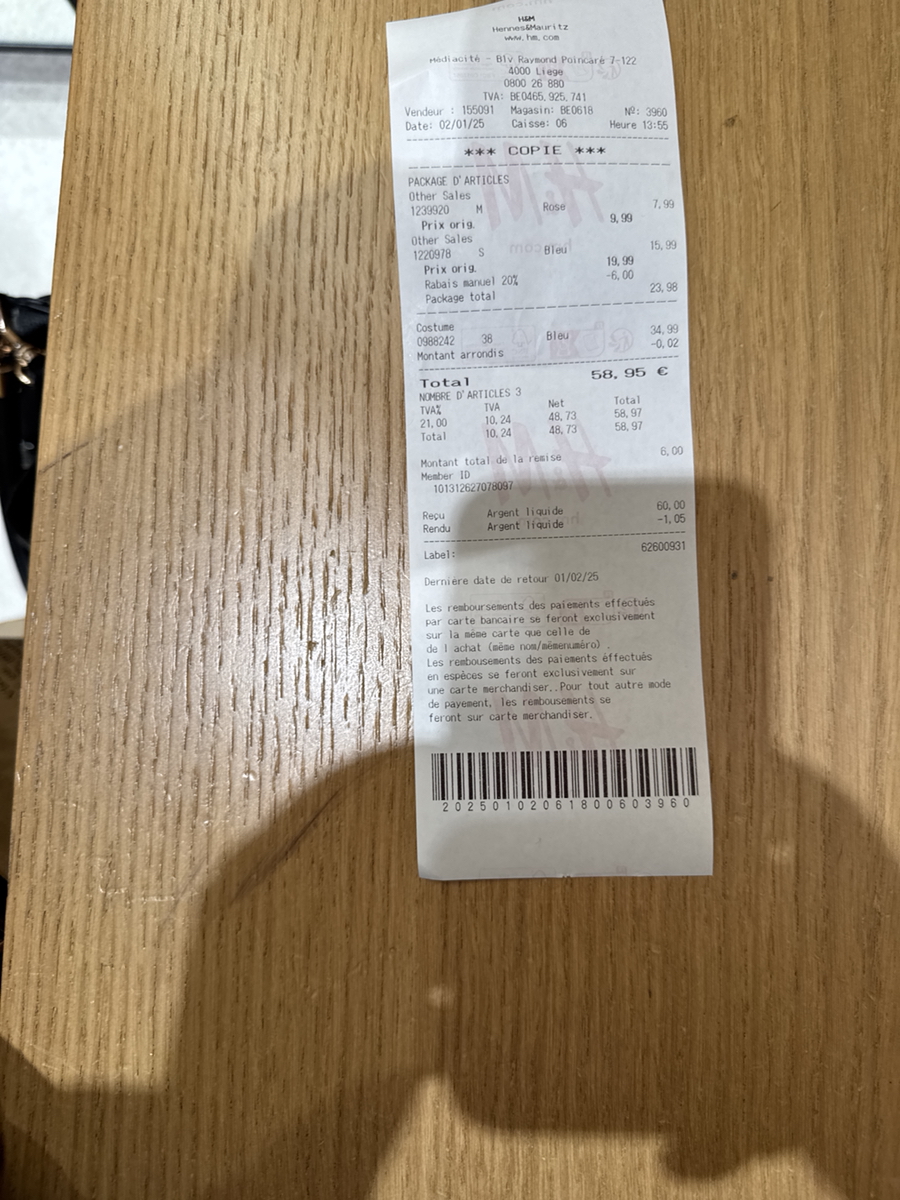 H&M
Hennes&Mauritz
www.hm.com
Médiacité - Blv Raymond Poincaré 7-122
4000 Liege
0800 26 880
TVA: BE0465.925.741
Vendeur : 155091 Magasin: BE0618 Nº: 3960
Date: 02/01/25 Caisse: 06 Heure 13:55
*** COPIE ***
PACKAGE D'ARTICLES
Other Sales
1239920 M Rose 7,99
Prix orig. 9,99
Other Sales
1220978 S Bleu 15,99
Prix orig. 19,99
Rabais manuel 20% -6,00
Package total 23,98
Costume
0988242 38 Bleu 34,99
Montant arrondis -0,02
Total 58,95 €
NOMBRE D'ARTICLES 3
TVA% TVA Net Total
21,00 10,24 48,73 58,97
Total 10,24 48,73 58,97
Montant total de la remise 6,00
Member ID
101312627078097
Reçu Argent liquide 60,00
Rendu Argent liquide -1,05
Label: 62600931
Dernière date de retour 01/02/25
Les remboursements des paiements effectués
par carte bancaire se feront exclusivement
sur la même carte que celle de
de l achat (même nom/mêmenuméro) .
Les rembousements des paiements éffectués
en espèces se feront exclusivement sur
une carte merchandiser..Pour tout autre mode
de payement, les rembousements se
feront sur carte merchandiser.
20250102061800603960